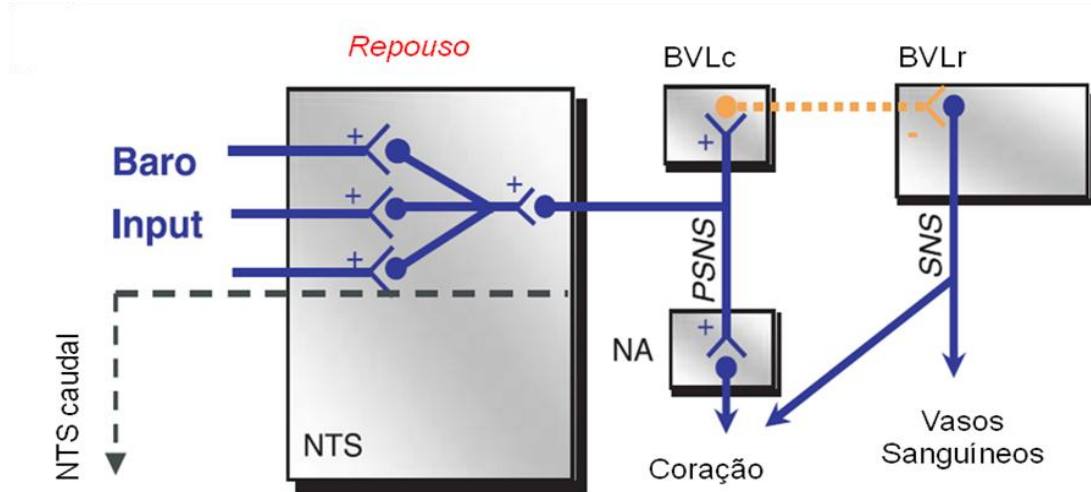 Repouso
BVLc
BVLr
Baro
Input
+
+
+
+
+
-
PSNS
SNS
+
NA
NTS caudal
NTS
Coração
Vasos
Sanguíneos